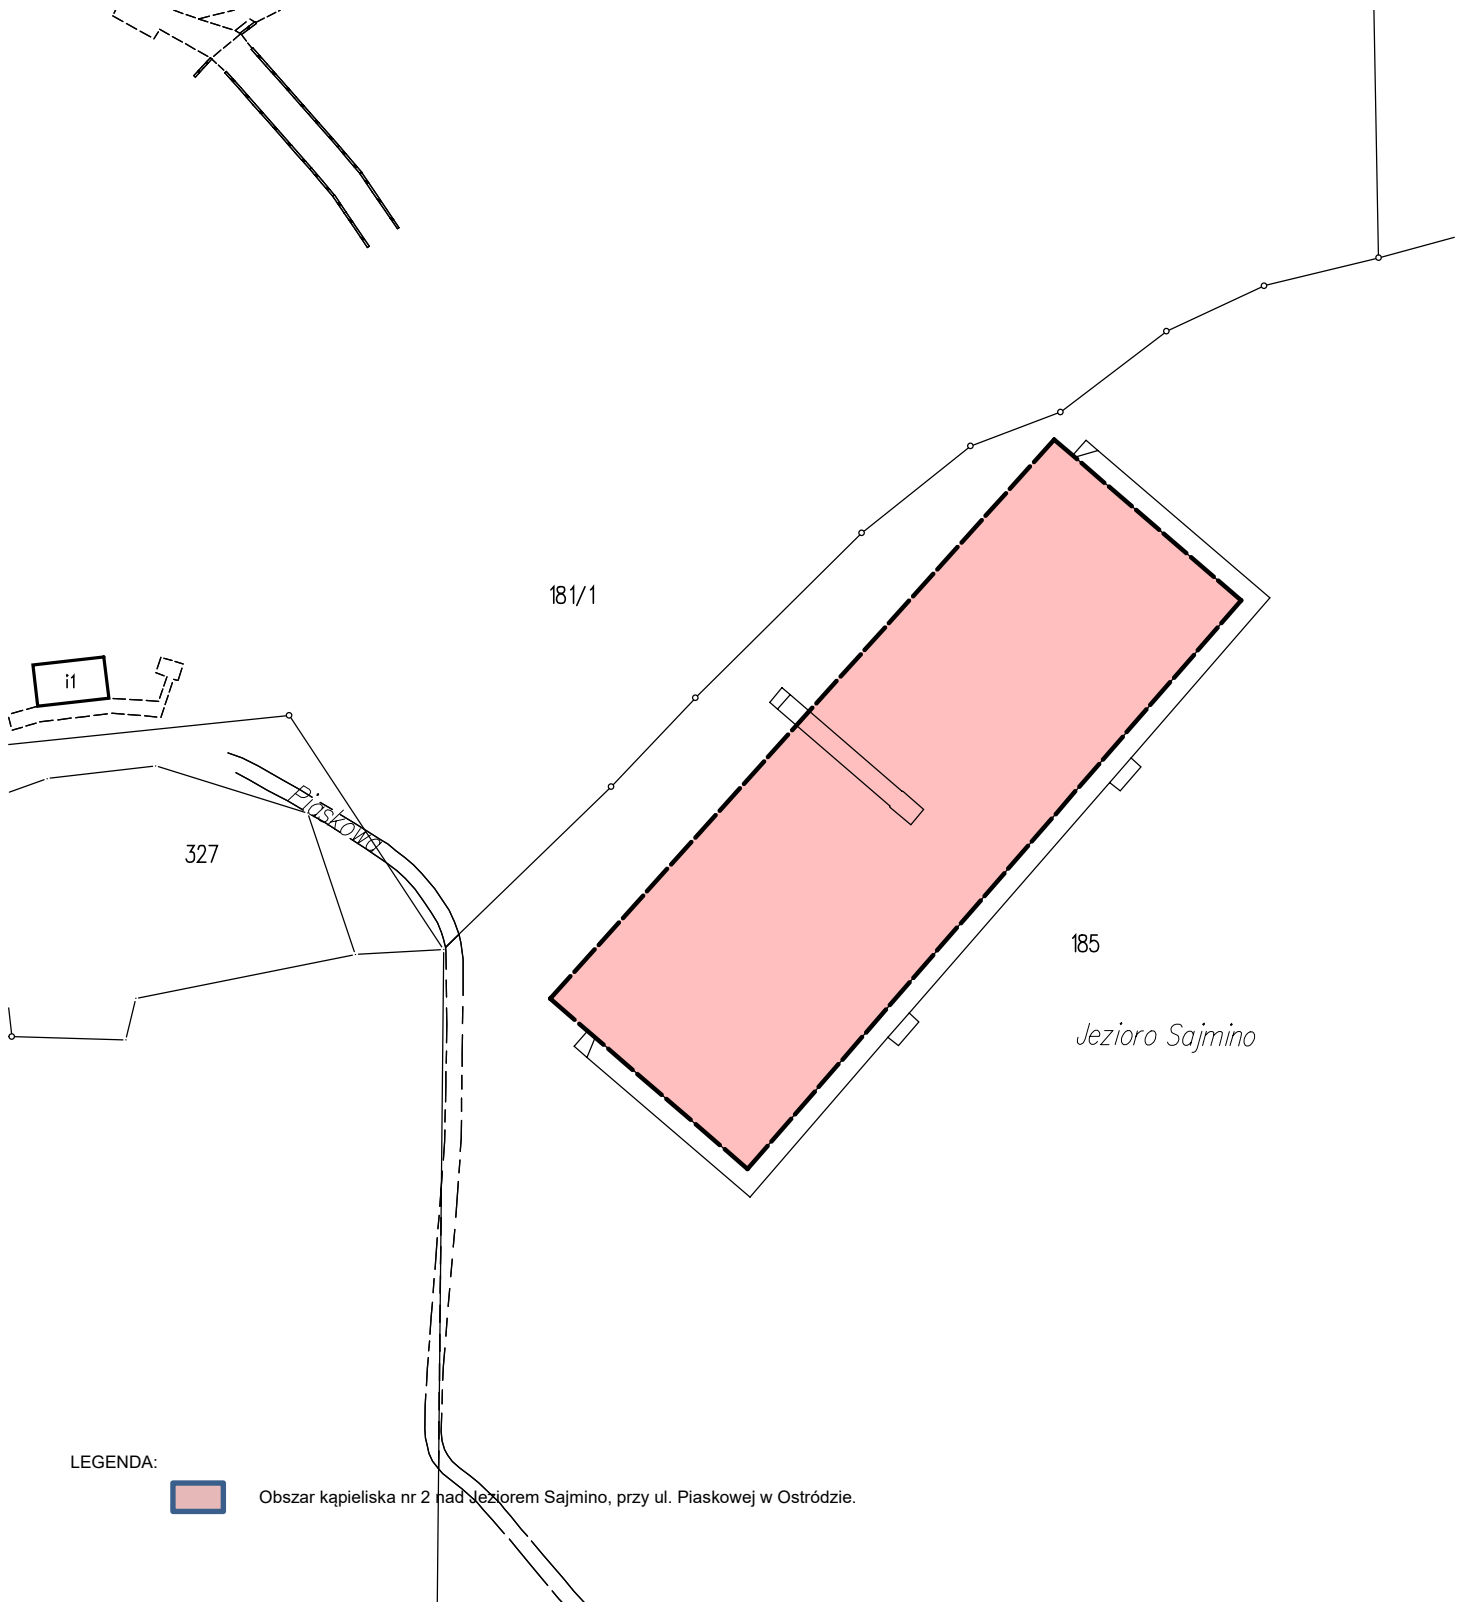 181/1
i1
Piaskowa
327
185
Jezioro Sajmino
LEGENDA:
Obszar kąpieliska nr 2 nad Jeziorem Sajmino, przy ul. Piaskowej w Ostródzie.